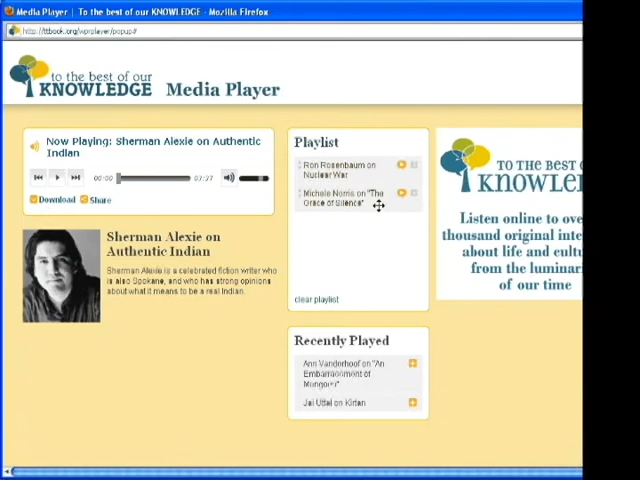 Media Player | To the best of our KNOWLEDGE - Mozilla Firefox
http://ttbook.org/wprplayer/popup#
to the best of our
KNOWLEDGE Media Player
Now Playing: Sherman Alexie on Authentic
Indian
00:00
07:27
Download Share
Sherman Alexie on
Authentic Indian
Sherman Alexie is a celebrated fiction writer who
is also Spokane, and who has strong opinions
about what it means to be a real Indian.
Playlist
Ron Rosenbaum on
Nuclear War
Michele Norris on "The
Grace of Silence"
clear playlist
Recently Played
Ann Vanderhoof on "An
Embarrassment of
Mangoes"
Jai Uttal on Kirtan
TO THE BEST O
KNOWLE
Listen online to ove
thousand original inte
about life and cultu
from the luminari
of our time